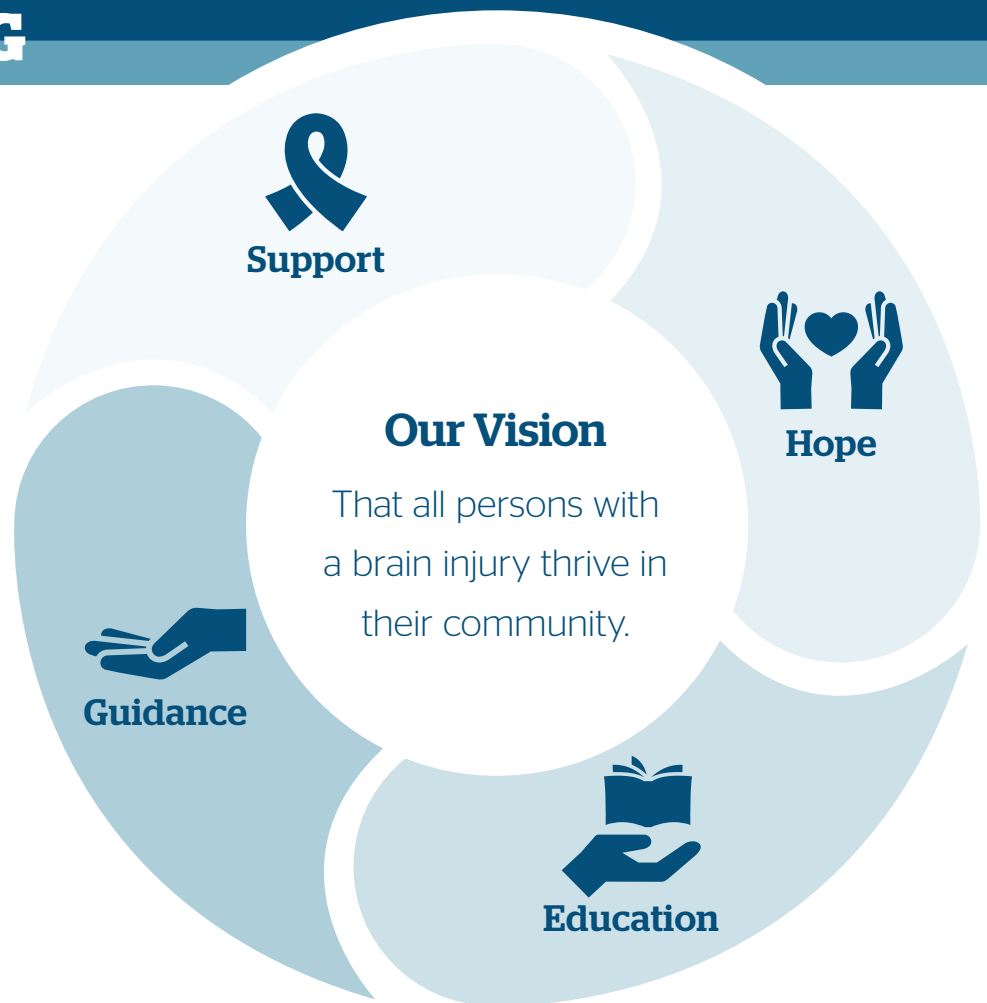 G
Support
Hope
Our Vision
That all persons with
a brain injury thrive in
their community.
Guidance
Education